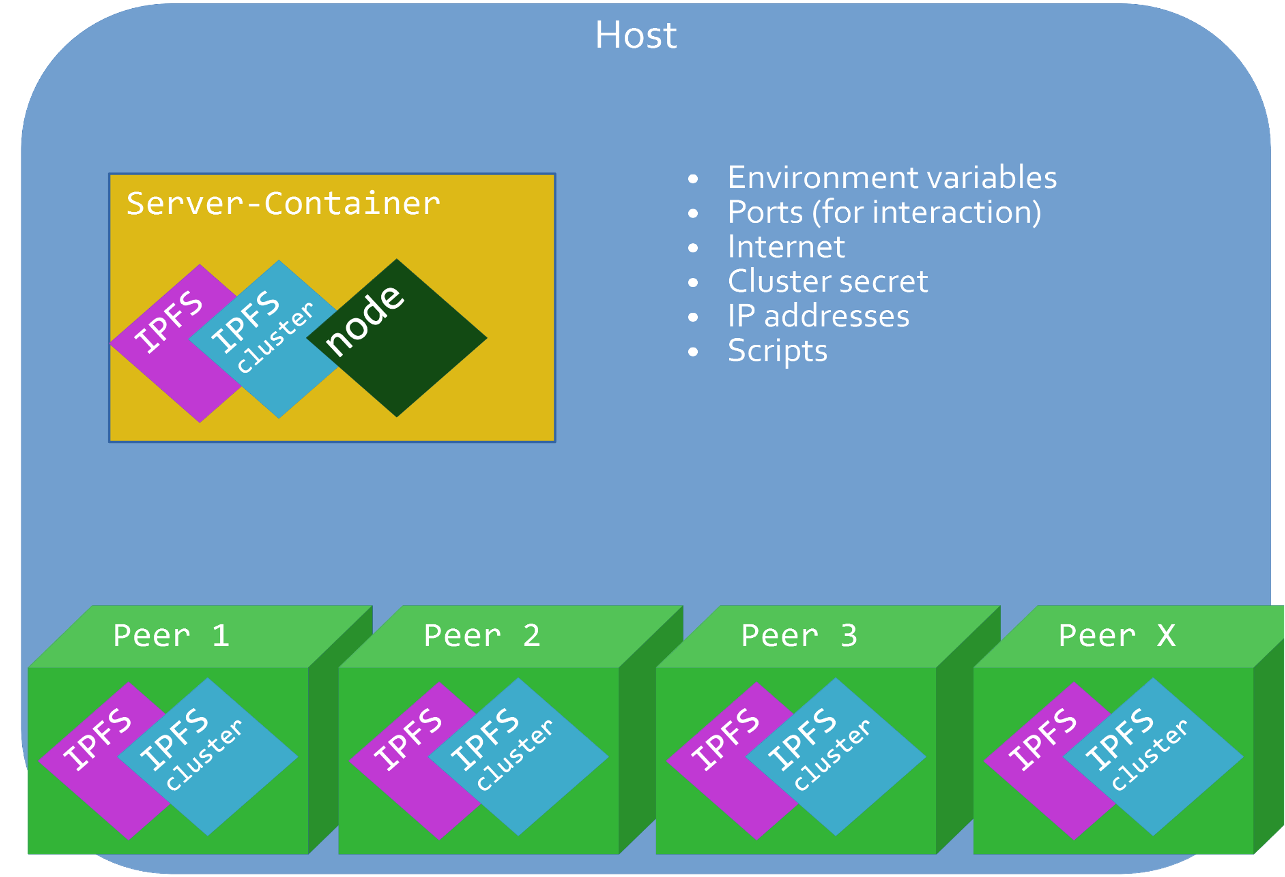 Host
Server-Container
IPFS
IPFS
cluster
node
• Environment variables
• Ports (for interaction)
• Internet
• Cluster secret
• IP addresses
• Scripts
Peer 1
IPFS
IPFS
cluster
Peer 2
IPFS
IPFS
cluster
Peer 3
IPFS
IPFS
cluster
Peer X
IPFS
IPFS
cluster